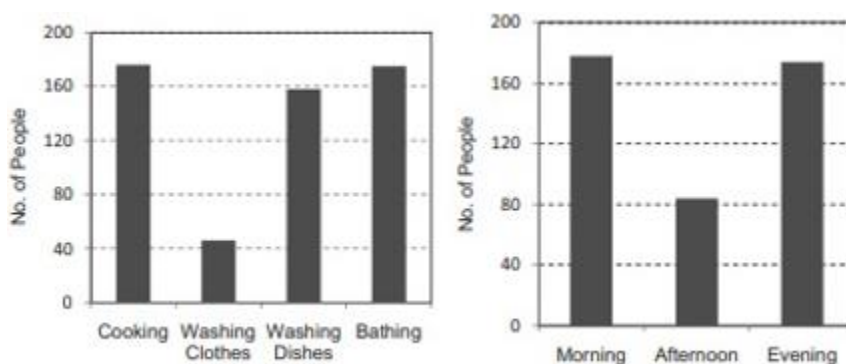 No. of People
200
160
120
80
40
0
Cooking
Washing
Clothes
Washing
Dishes
Bathing
No. of People
200
160
120
80
40
0
Morning
Afternoon
Evening